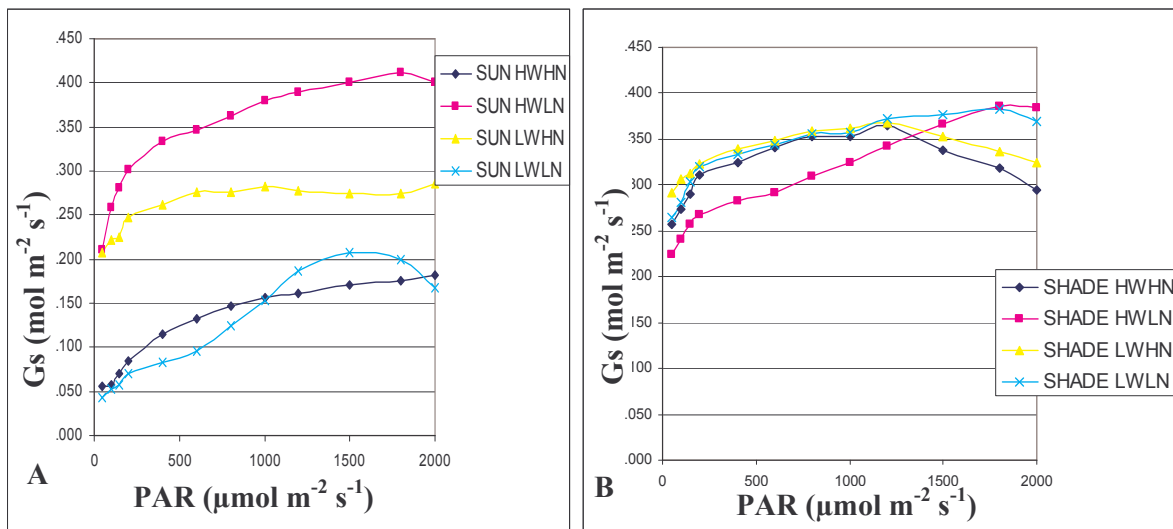 .450
.400
.350
.300
.250
.200
.150
.100
.050
.000
Gs (mol m-2 s-1)
0 500 1000 1500 2000
PAR (µmol m-2 s-1)
A
SUN HWHN
SUN HWLN
SUN LWHN
SUN LWLN
.450
.400
.350
.300
.250
.200
.150
.100
.050
.000
Gs (mol m-2 s-1)
0 500 1000 1500 2000
PAR (µmol m-2 s-1)
B
SHADE HWHN
SHADE HWLN
SHADE LWHN
SHADE LWLN